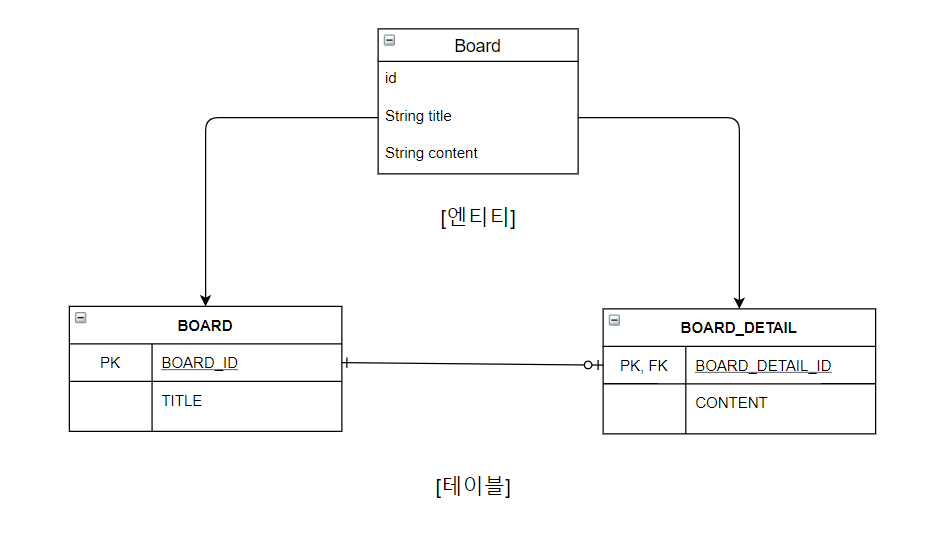 Board
id
String title
String content
[엔티티]
BOARD
PK BOARD_ID
TITLE
BOARD_DETAIL
PK, FK BOARD_DETAIL_ID
CONTENT
[테이블]